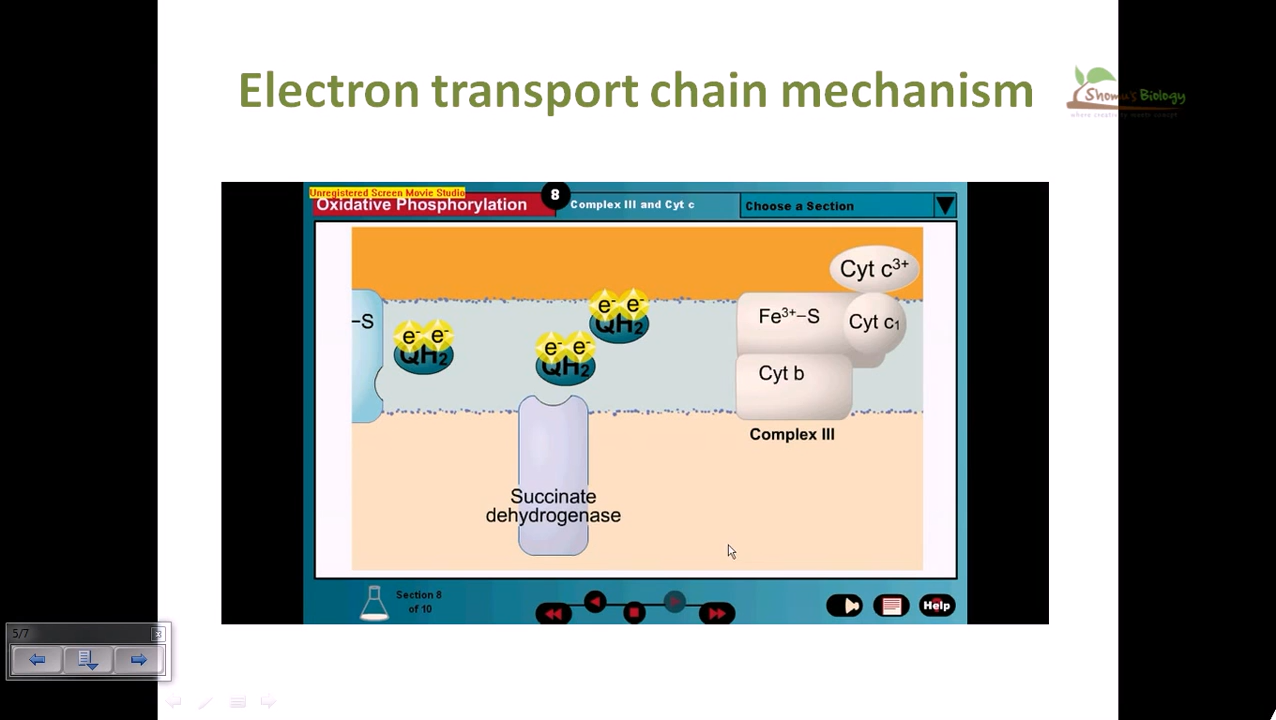 Electron transport chain mechanism
Shomu's Biology
Unregistered Screen Movie Studio
Oxidative Phosphorylation
8
Complex III and Cyt c
Choose a Section
Cyt c³⁺
–S
e⁻ e⁻
QH₂
e⁻ e⁻
QH₂
e⁻ e⁻
QH₂
Fe³⁺–S
Cyt c₁
Cyt b
Complex III
Succinate
dehydrogenase
Section 8
of 10
Help
5/7